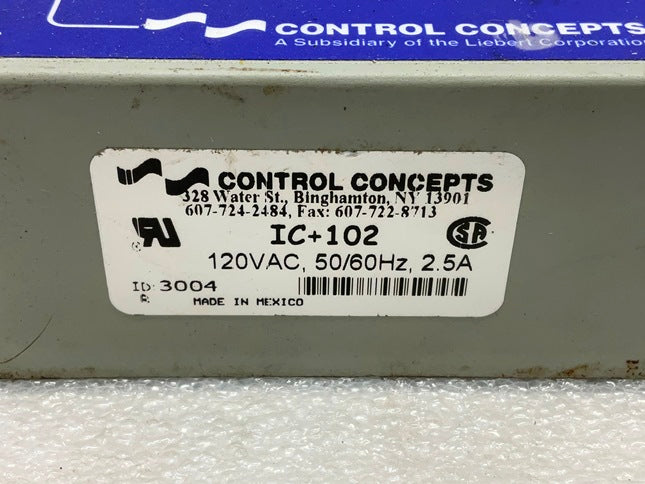 CONTROL CONCEPTS
A Subsidiary of the Liebert Corporation
CONTROL CONCEPTS
328 Water St., Binghamton, NY 13901
607-724-2484, Fax: 607-722-8713
IC+102
120VAC, 50/60Hz, 2.5A
ID: 3004
MADE IN MEXICO